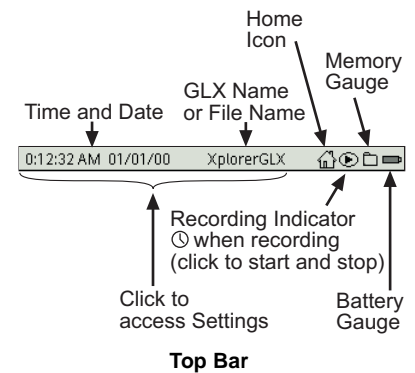 Home
Icon
Memory
Gauge
GLX Name
or File Name
Time and Date
0:12:32 AM 01/01/00 XplorerGLX
Recording Indicator
when recording
(click to start and stop)
Click to
access Settings
Battery
Gauge
Top Bar